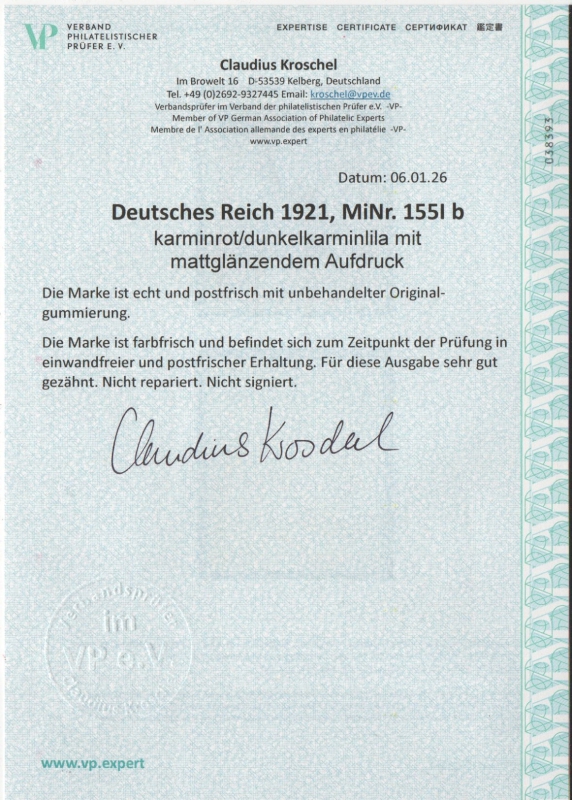 VP VERBAND
PHILATELISTISCHER
PRÜFER E. V.
EXPERTISE CERTIFICATE СЕРТИФИКАТ 鑑定書
Claudius Kroschel
Im Browelt 16 D-53539 Kelberg, Deutschland
Tel. +49 (0)2692-9327445 Email: kroschel@vpev.de
Verbandsprüfer im Verband der philatelistischen Prüfer e.V. -VP-
Member of VP German Association of Philatelic Experts
Membre de l' Association allemande des experts en philatélie -VP-
www.vp.expert
038393
Datum: 06.01.26
Deutsches Reich 1921, MiNr. 155I b
karminrot/dunkelkarminlila mit
mattglänzendem Aufdruck
Die Marke ist echt und postfrisch mit unbehandelter Original-
gummierung.
Die Marke ist farbfrisch und befindet sich zum Zeitpunkt der Prüfung in
einwandfreier und postfrischer Erhaltung. Für diese Ausgabe sehr gut
gezähnt. Nicht repariert. Nicht signiert.
Claudius Kroschel
Verbandsprüfer
im
VP e.V.
Claudius Kroschel
www.vp.expert